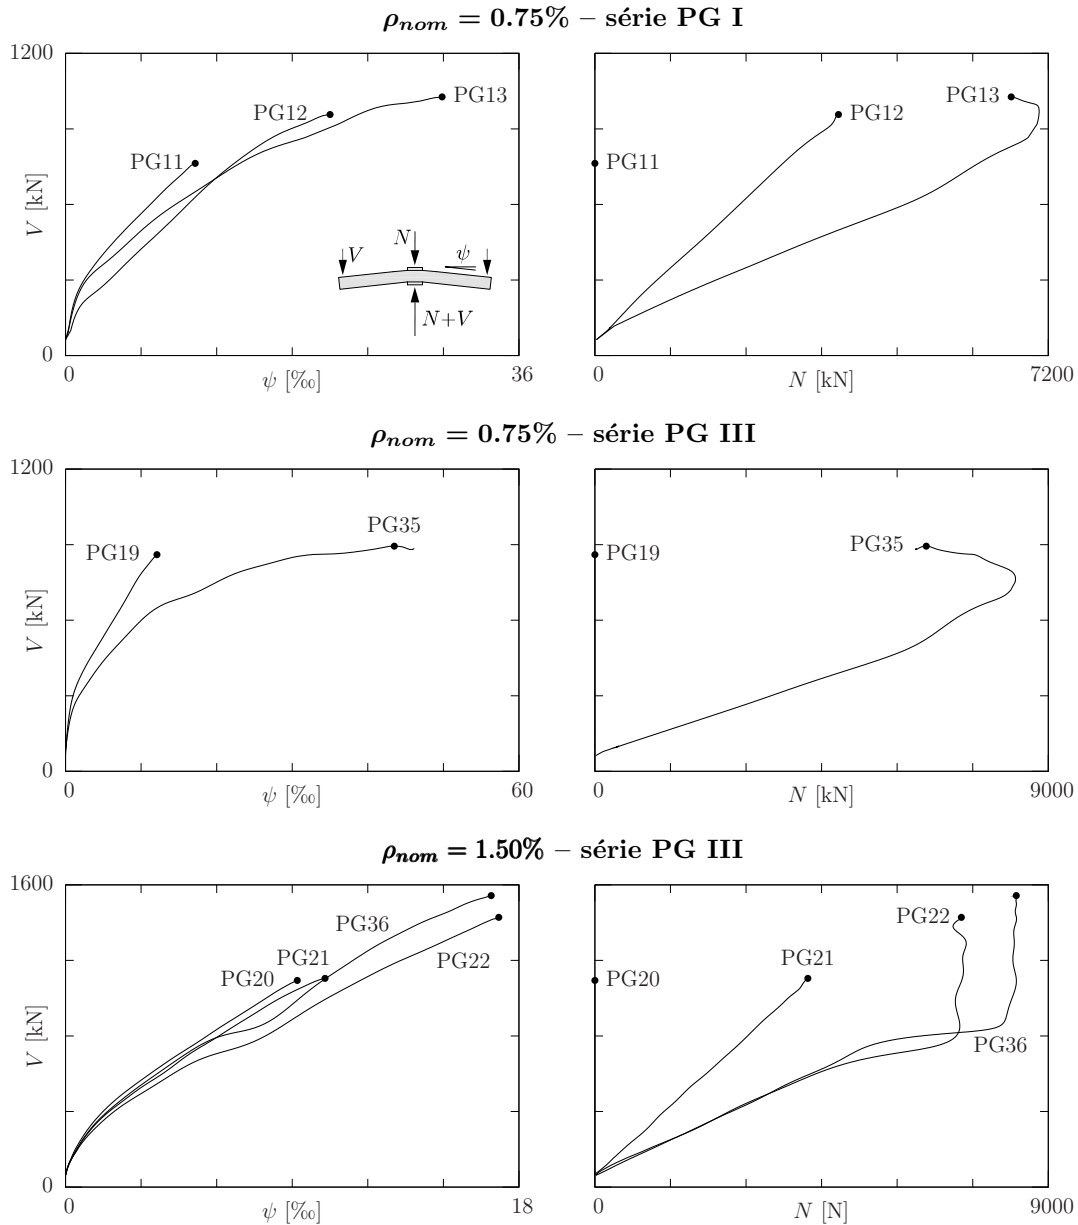 ρnom = 0.75% – série PG I
1200
V [kN]
0
PG11
PG12
PG13
V
N
ψ
N+V
0
ψ [‰]
36
PG11
PG12
PG13
0
N [kN]
7200
ρnom = 0.75% – série PG III
1200
V [kN]
0
PG19
PG35
0
ψ [‰]
60
PG19
PG35
0
N [kN]
9000
ρnom = 1.50% – série PG III
1600
V [kN]
0
PG36
PG21
PG20
PG22
0
ψ [‰]
18
PG22
PG21
PG20
PG36
0
N [N]
9000